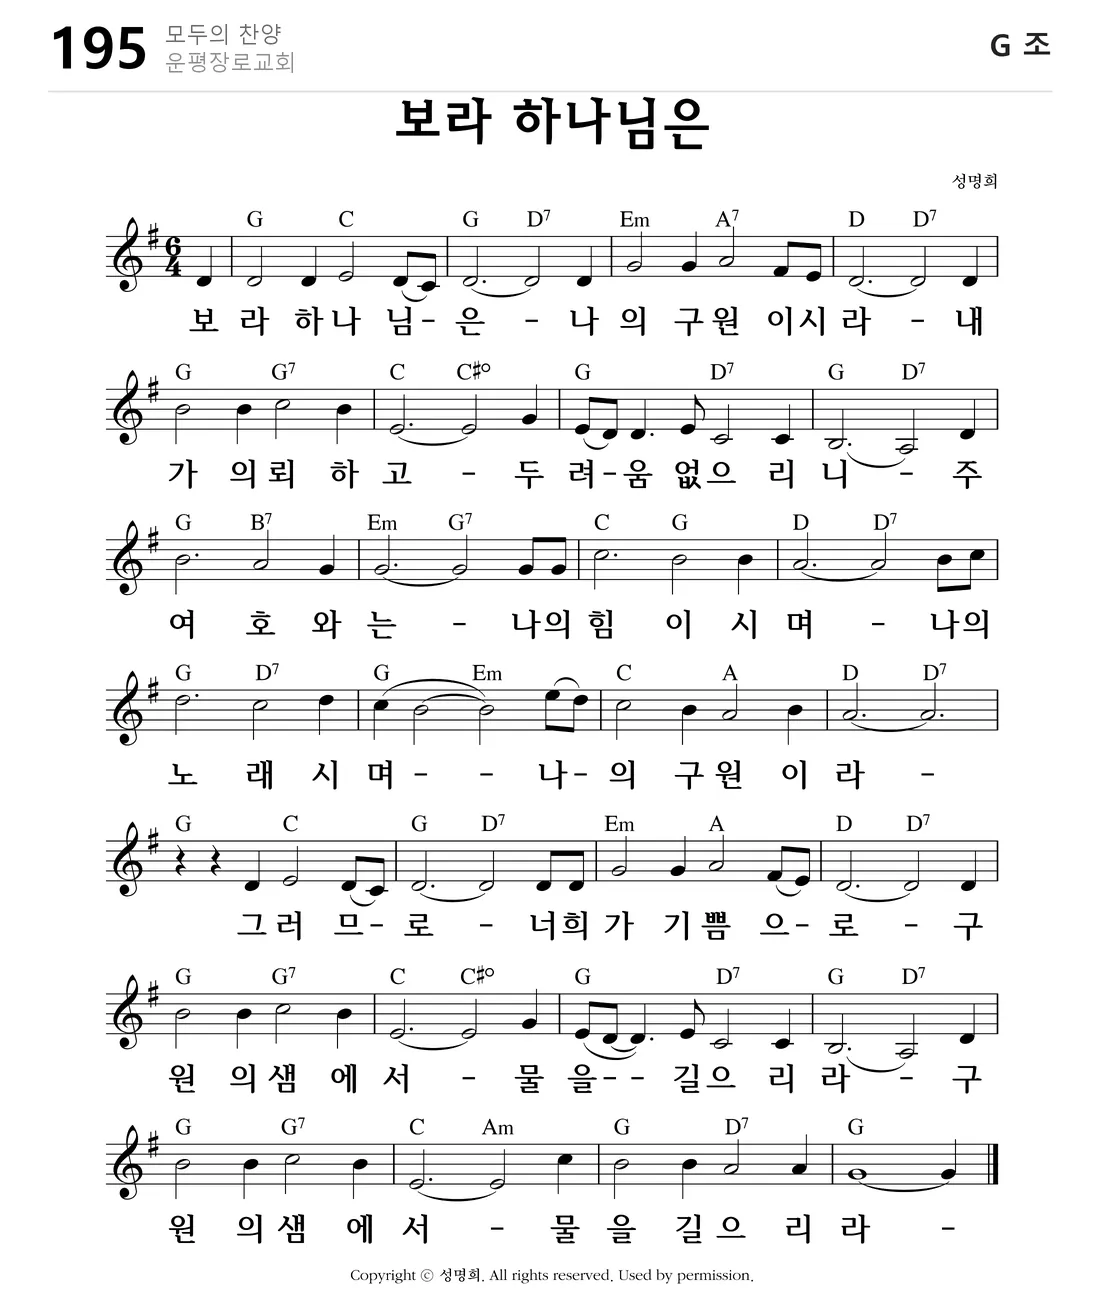 195 모두의 찬양
운평장로교회
G 조
보라 하나님은
성명희
G C G D7 Em A7 D D7
6
4
보 라 하 나 님 - 은 - 나 의 구 원 이 시 라 - 내
G G7 C C#° G D7 G D7
가 의 뢰 하 고 - 두 려 - 움 없 으 리 니 - 주
G B7 Em G7 C G D D7
여 호 와 는 - 나 의 힘 이 시 며 - 나 의
G D7 G Em C A D D7
노 래 시 며 - - 나 - 의 구 원 이 라 -
G C G D7 Em A D D7
그 러 므 - 로 - 너 희 가 기 쁨 으 - 로 - 구
G G7 C C#° G D7 G D7
원 의 샘 에 서 - 물 을 - - 길 으 리 라 - 구
G G7 C Am G D7 G
원 의 샘 에 서 - 물 을 길 으 리 라 -
Copyright ⓒ 성명희. All rights reserved. Used by permission.